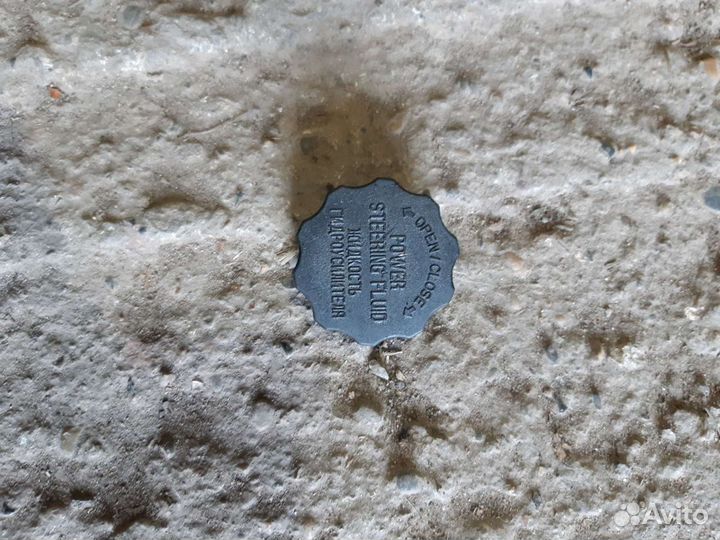 OPEN / CLOSE
POWER
STEERING FLUID
ЖИДКОСТЬ
ГИДРОУСИЛИТЕЛЯ
Avito